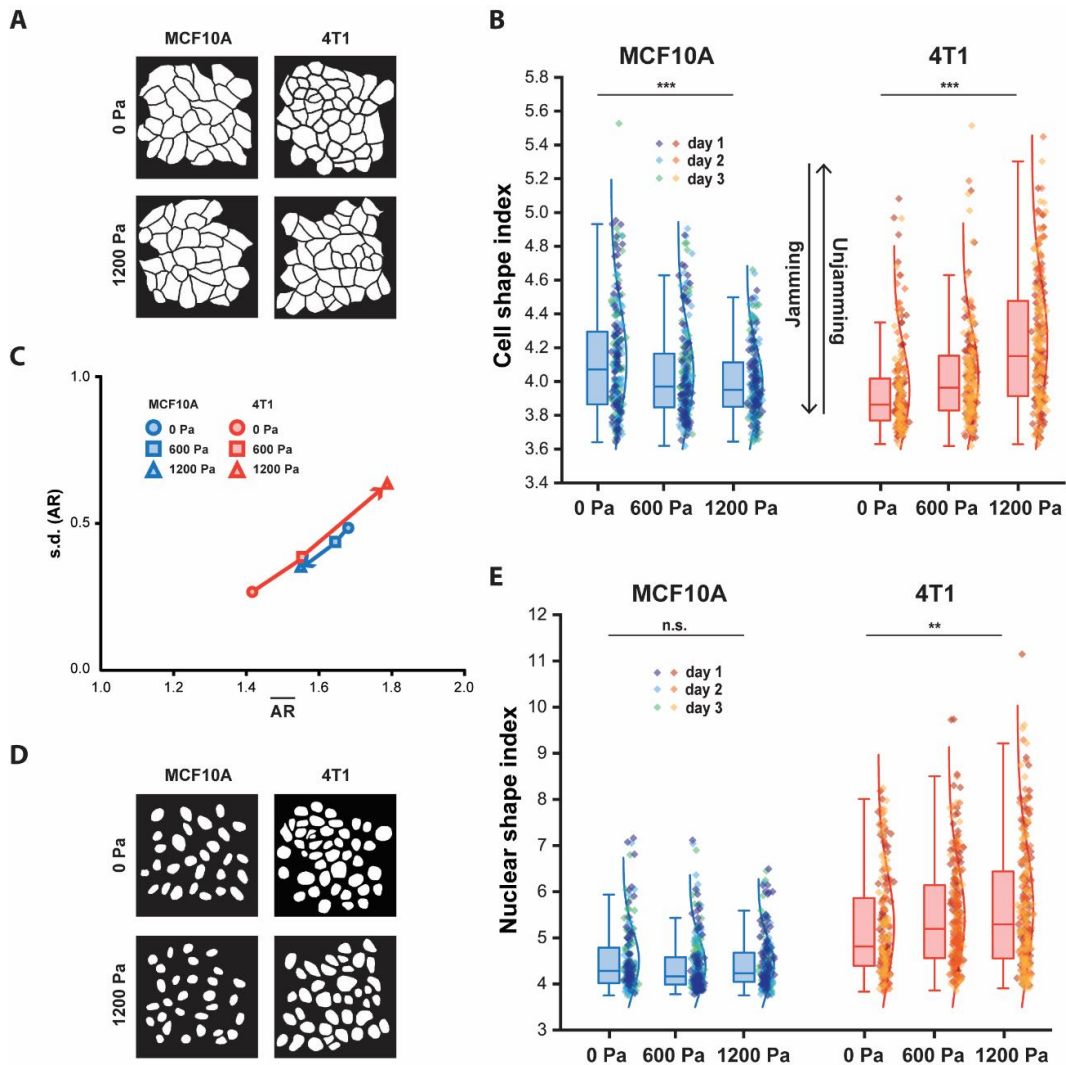 A
MCF10A 4T1
0 Pa
1200 Pa
B
MCF10A 4T1
5.8
5.6
5.4
5.2
5.0
4.8
4.6
4.4
4.2
4.0
3.8
3.6
3.4
Cell shape index
*** ***
day 1
day 2
day 3
Jamming
Unjamming
0 Pa 600 Pa 1200 Pa 0 Pa 600 Pa 1200 Pa
C
1.0
0.5
0.0
s.d. (AR)
MCF10A 4T1
0 Pa 0 Pa
600 Pa 600 Pa
1200 Pa 1200 Pa
1.0 1.2 1.4 1.6 1.8 2.0
AR
D
MCF10A 4T1
0 Pa
1200 Pa
E
MCF10A 4T1
12
11
10
9
8
7
6
5
4
3
Nuclear shape index
n.s. **
day 1
day 2
day 3
0 Pa 600 Pa 1200 Pa 0 Pa 600 Pa 1200 Pa